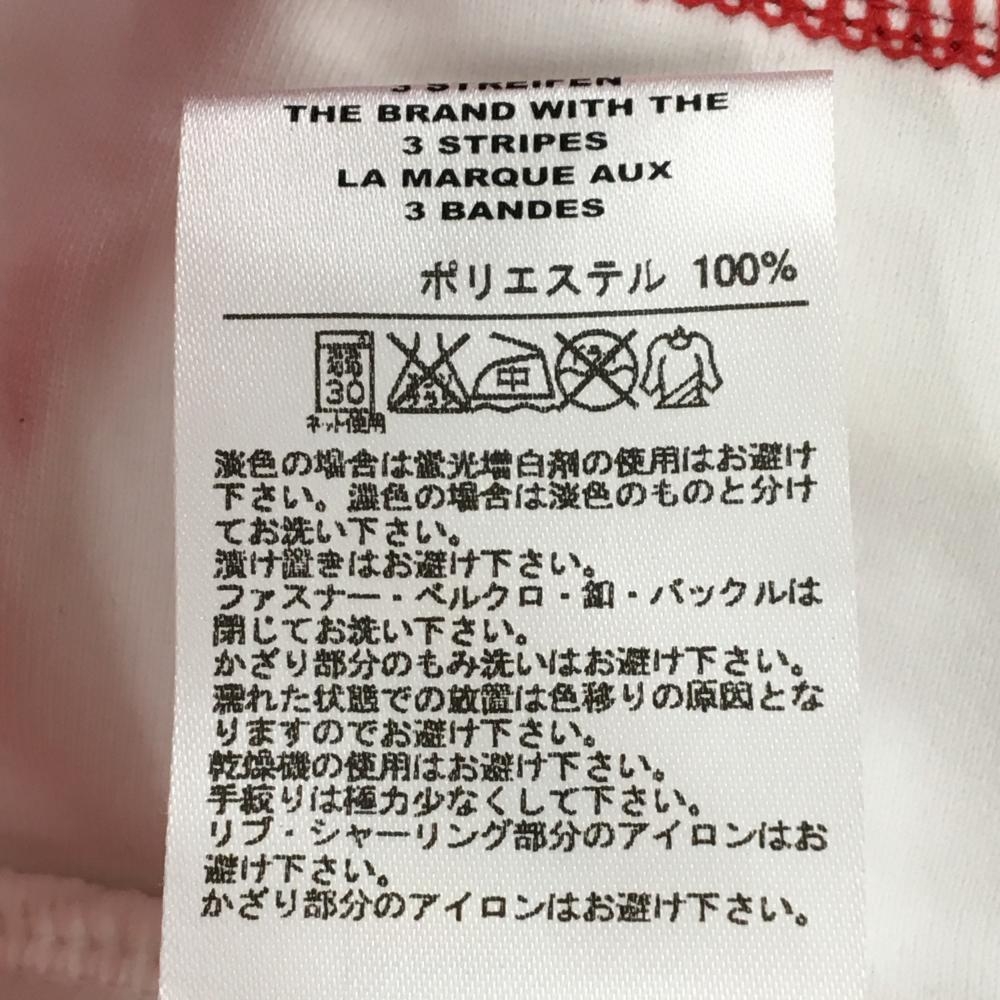 3 STREIFEN
THE BRAND WITH THE
3 STRIPES
LA MARQUE AUX
3 BANDES
ポリエステル 100%
30
中
ネット使用
淡色の場合は蛍光増白剤の使用はお避け
下さい。濃色の場合は淡色のものと分け
てお洗い下さい。
漬け置きはお避け下さい。
ファスナー・ベルクロ・釦・バックルは
閉じてお洗い下さい。
かざり部分のもみ洗いはお避け下さい。
濡れた状態での放置は色移りの原因とな
りますのでお避け下さい。
乾燥機の使用はお避け下さい。
手絞りは極力少なくして下さい。
リブ・シャーリング部分のアイロンはお
避け下さい。
かざり部分のアイロンはお避け下さい。